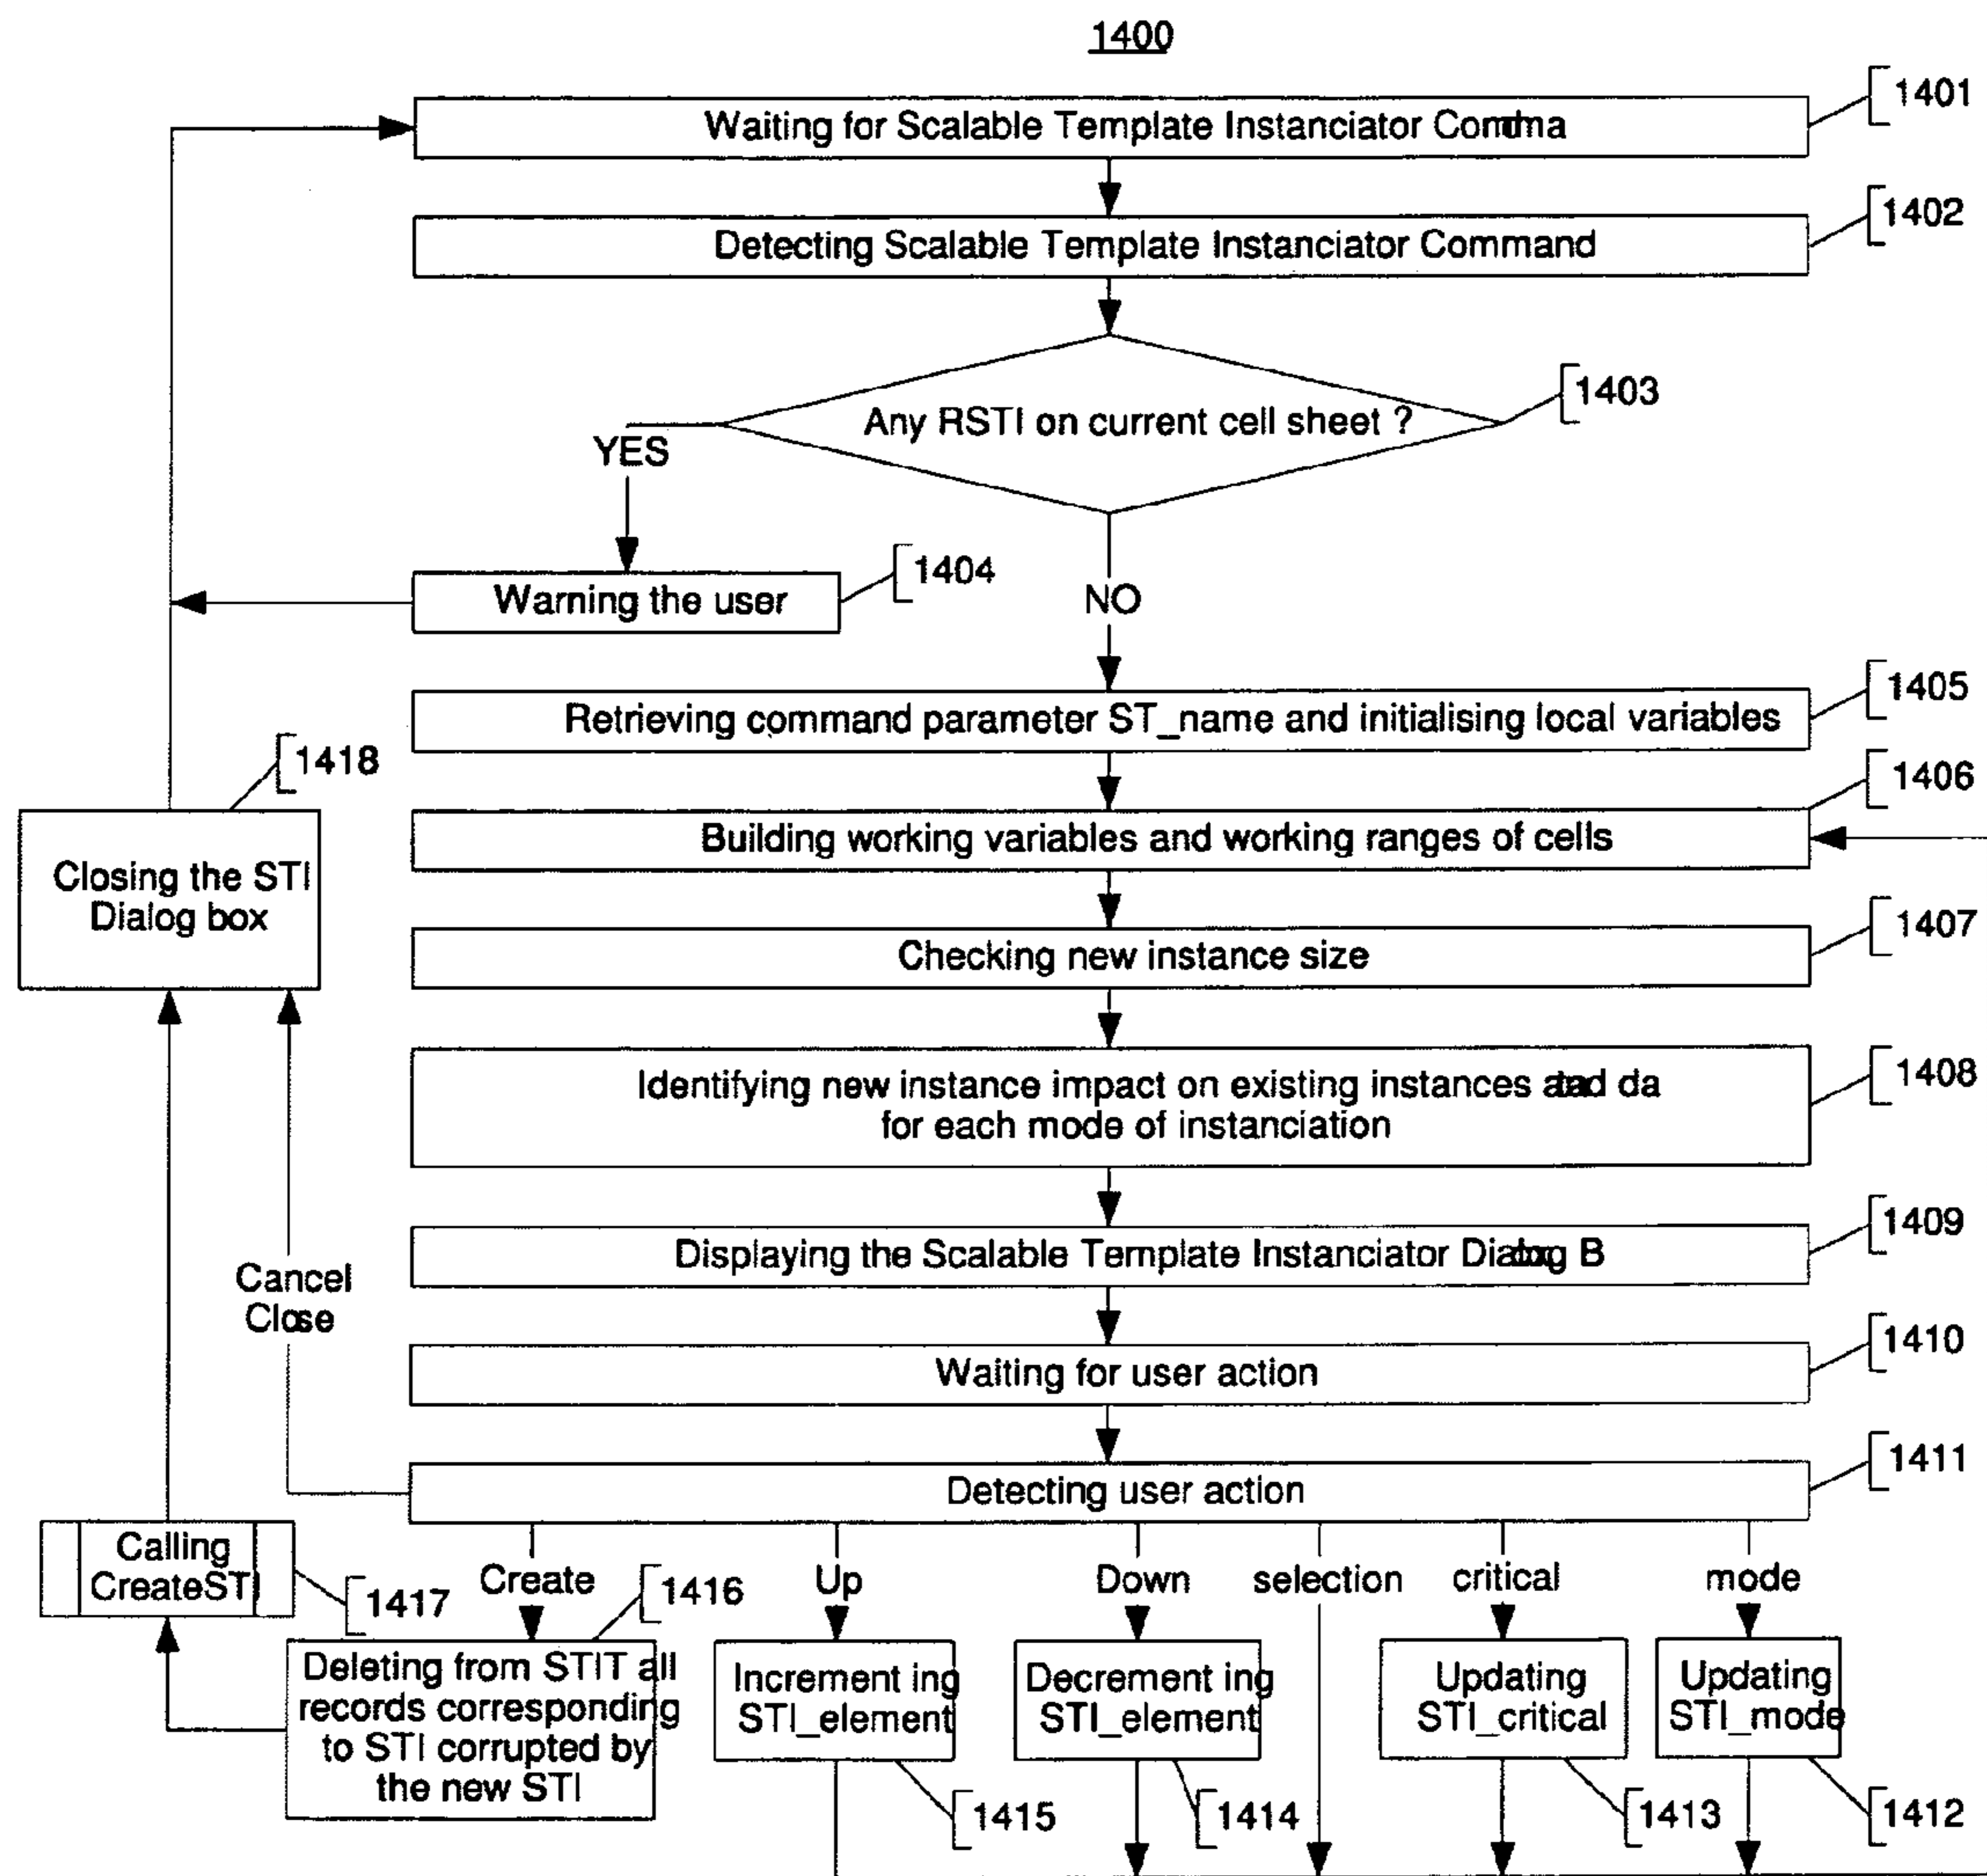 1400
1401
Waiting for Scalable Template Instanciator Comma
1402
Detecting Scalable Template Instanciator Command
1403
Any RSTI on current cell sheet ?
YES
1404
Warning the user
NO
1405
Retrieving command parameter ST_name and initialising local variables
1418
1406
Building working variables and working ranges of cells
Closing the STI
Dialog box
1407
Checking new instance size
1408
Identifying new instance impact on existing instances and da
for each mode of instanciation
1409
Displaying the Scalable Template Instanciator Dialog B
Cancel
Close
1410
Waiting for user action
1411
Detecting user action
Calling
CreateSTI
1417
Create
1416
Up
Down
selection
critical
mode
Deleting from STIT all
records corresponding
to STI corrupted by
the new STI
Increment ing
STI_element
Decrement ing
STI_element
Updating
STI_critical
Updating
STI_mode
1415
1414
1413
1412